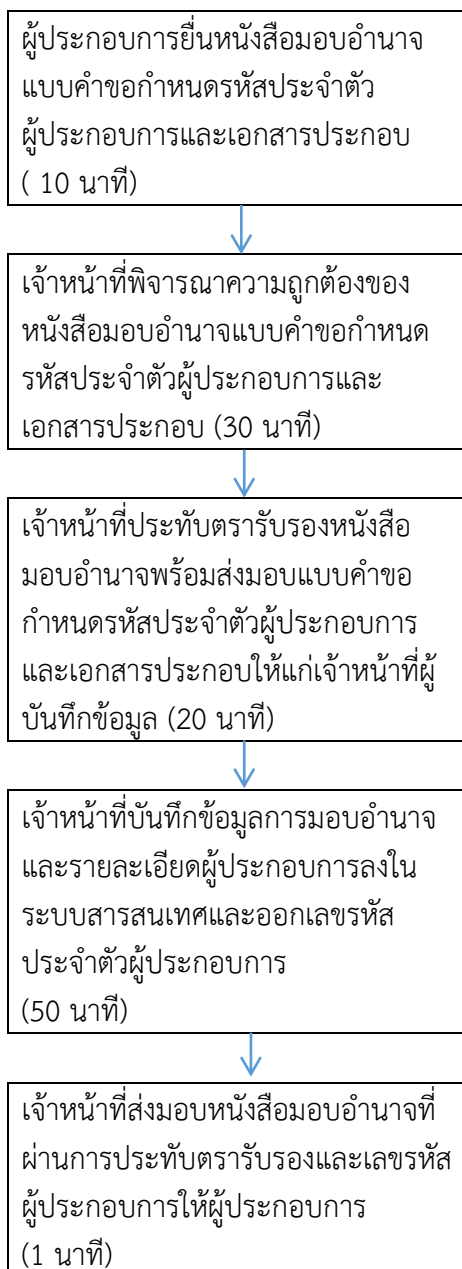 ผู้ประกอบการยื่นหนังสือมอบอำนาจ
แบบคำขอกำหนดรหัสประจำตัว
ผู้ประกอบการและเอกสารประกอบ
( 10 นาที)
เจ้าหน้าที่พิจารณาความถูกต้องของ
หนังสือมอบอำนาจแบบคำขอกำหนด
รหัสประจำตัวผู้ประกอบการและ
เอกสารประกอบ (30 นาที)
เจ้าหน้าที่ประทับตรารับรองหนังสือ
มอบอำนาจพร้อมส่งมอบแบบคำขอ
กำหนดรหัสประจำตัวผู้ประกอบการ
และเอกสารประกอบให้แก่เจ้าหน้าที่ผู้
บันทึกข้อมูล (20 นาที)
เจ้าหน้าที่บันทึกข้อมูลการมอบอำนาจ
และรายละเอียดผู้ประกอบการลงใน
ระบบสารสนเทศและออกเลขรหัส
ประจำตัวผู้ประกอบการ
(50 นาที)
เจ้าหน้าที่ส่งมอบหนังสือมอบอำนาจที่
ผ่านการประทับตรารับรองและเลขรหัส
ผู้ประกอบการให้ผู้ประกอบการ
(1 นาที)